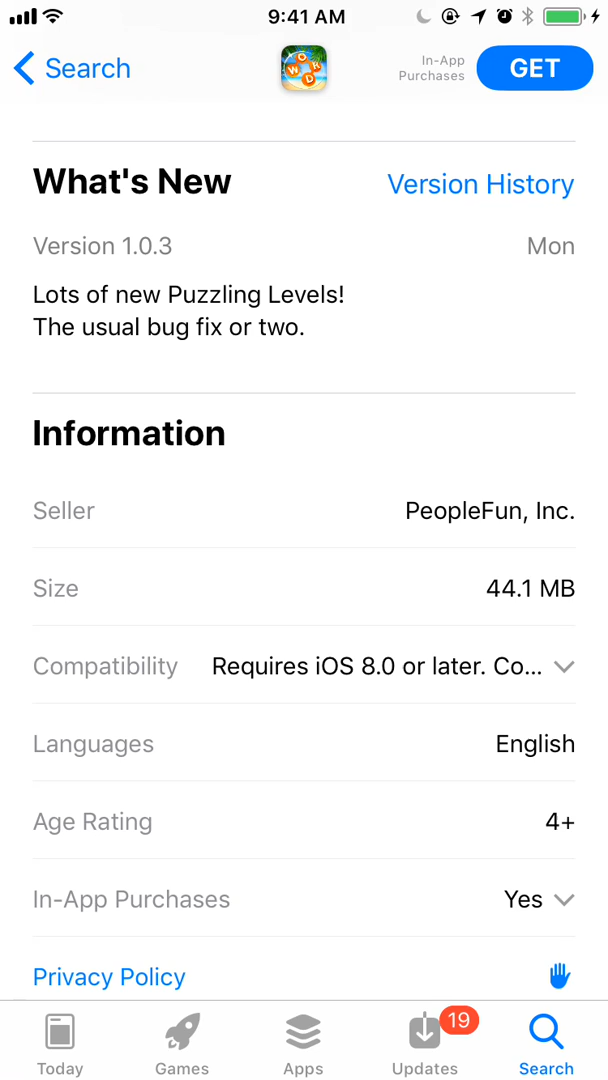 9:41 AM
Search
W O R D
In-App
Purchases
GET
What's New
Version History
Version 1.0.3
Mon
Lots of new Puzzling Levels!
The usual bug fix or two.
Information
Seller
PeopleFun, Inc.
Size
44.1 MB
Compatibility
Requires iOS 8.0 or later. Co...
Languages
English
Age Rating
4+
In-App Purchases
Yes
Privacy Policy
19
Today
Games
Apps
Updates
Search